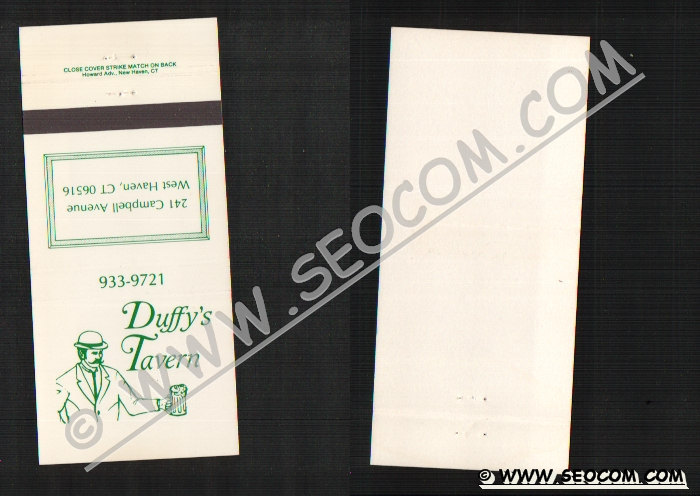 CLOSE COVER STRIKE MATCH ON BACK
Howard Adv., New Haven, CT
241 Campbell Avenue
West Haven, CT 06516
933-9721
Duffy's
Tavern
© WWW.SEOCOM.COM
© WWW.SEOCOM.COM